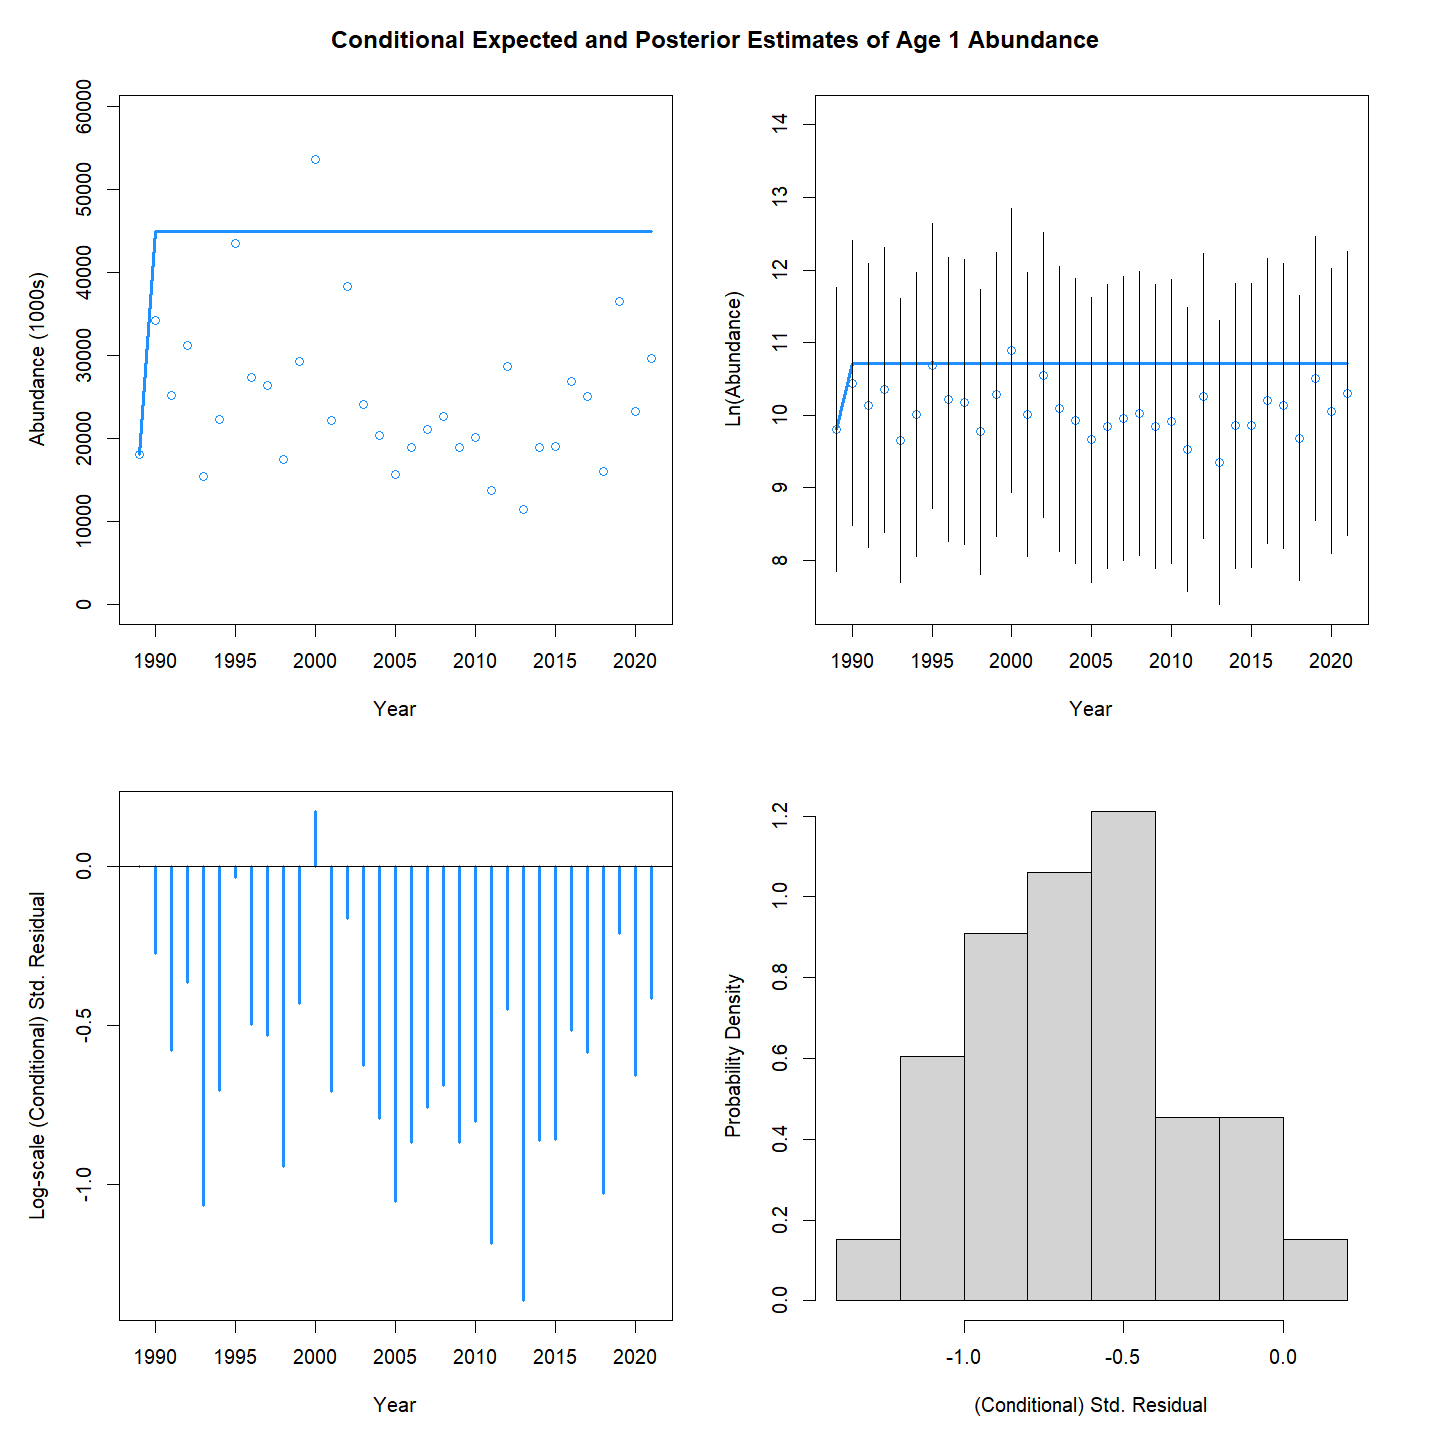 Conditional Expected and Posterior Estimates of Age 1 Abundance
Abundance (1000s)
60000
50000
40000
30000
20000
10000
0
1990 1995 2000 2005 2010 2015 2020
Year
Ln(Abundance)
14
13
12
11
10
9
8
1990 1995 2000 2005 2010 2015 2020
Year
Log-scale (Conditional) Std. Residual
0.0
-0.5
-1.0
1990 1995 2000 2005 2010 2015 2020
Year
Probability Density
1.2
1.0
0.8
0.6
0.4
0.2
0.0
-1.0 -0.5 0.0
(Conditional) Std. Residual